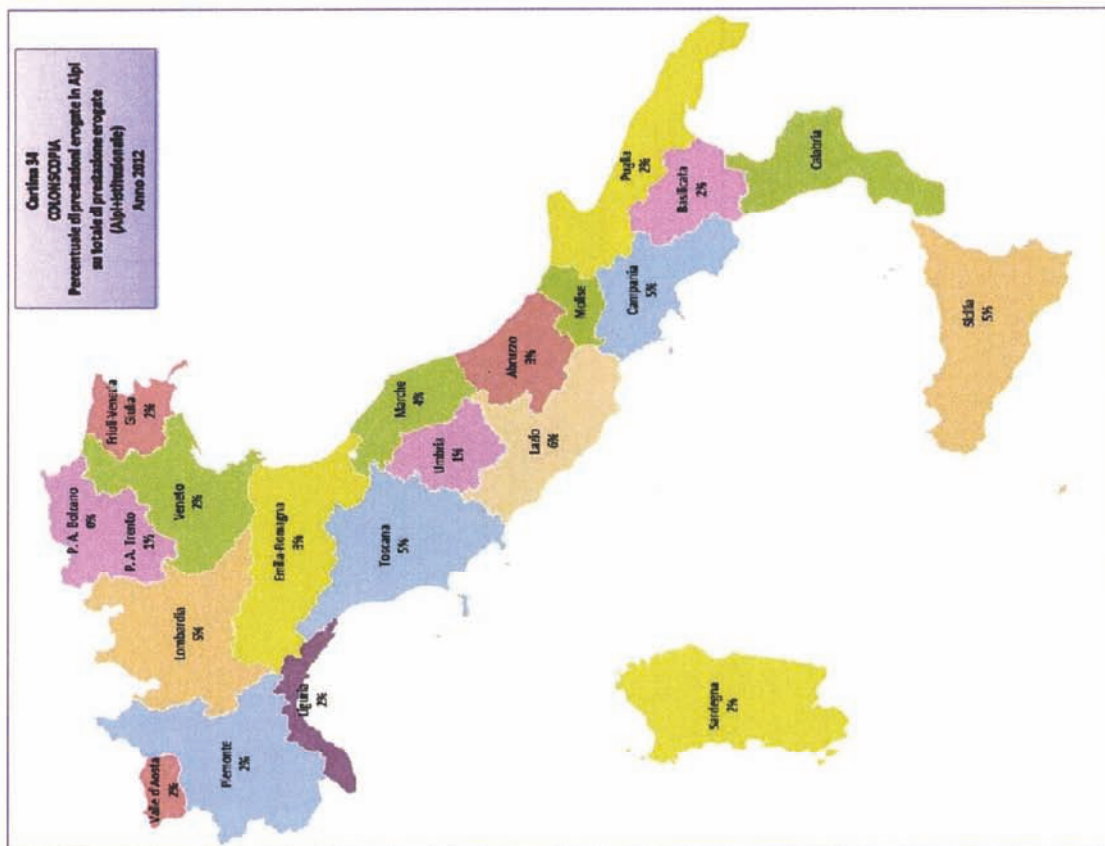 Cartina 34
COLONSCOPIA
Percentuale di prestazioni erogate in Alpi
su totale di prestazione erogate
(Alpi+Istituzionale)
Anno 2012
P. A. Bolzano
0%
P. A. Trento
1%
Friuli-Venezia
Giulia
2%
Veneto
2%
Valle d'Aosta
2%
Piemonte
2%
Lombardia
5%
Liguria
2%
Emilia-Romagna
3%
Toscana
5%
Marche
4%
Umbria
1%
Lazio
6%
Abruzzo
3%
Molise
Campania
5%
Puglia
2%
Basilicata
2%
Calabria
Sicilia
5%
Sardegna
2%